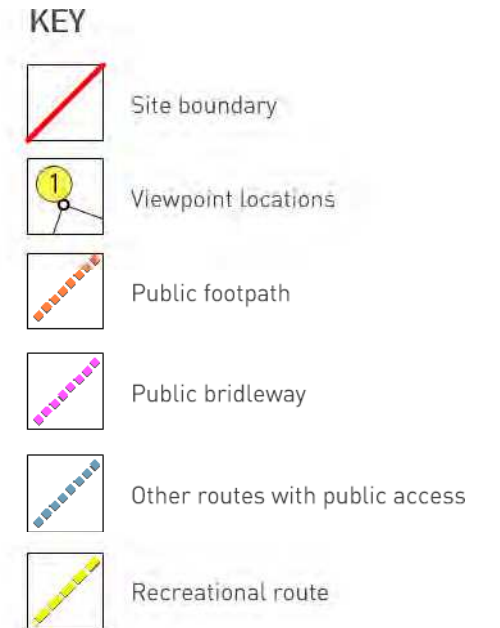 KEY
Site boundary
1
Viewpoint locations
Public footpath
Public bridleway
Other routes with public access
Recreational route